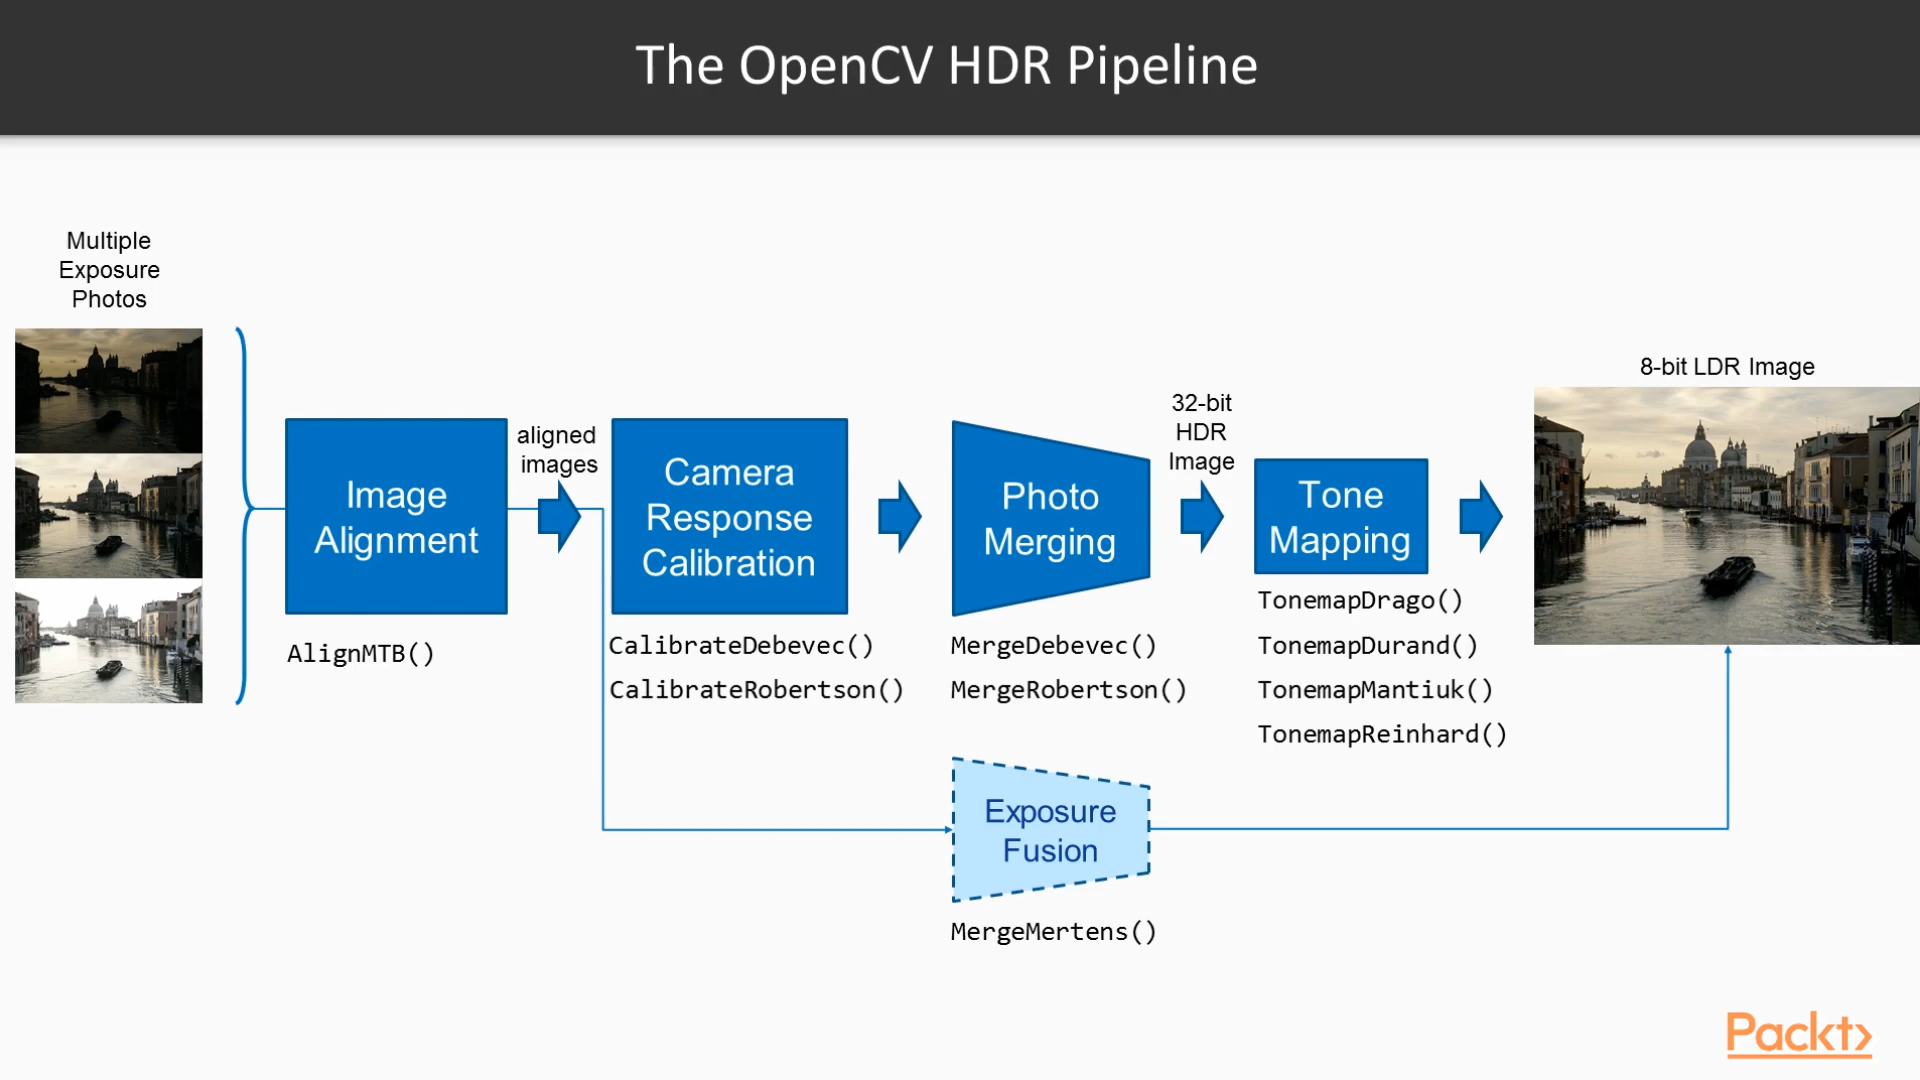 The OpenCV HDR Pipeline
Multiple
Exposure
Photos
Image
Alignment
AlignMTB()
aligned
images
Camera
Response
Calibration
CalibrateDebevec()
CalibrateRobertson()
Photo
Merging
MergeDebevec()
MergeRobertson()
32-bit
HDR
Image
Tone
Mapping
TonemapDrago()
TonemapDurand()
TonemapMantiuk()
TonemapReinhard()
8-bit LDR Image
Exposure
Fusion
MergeMertens()
Packt>